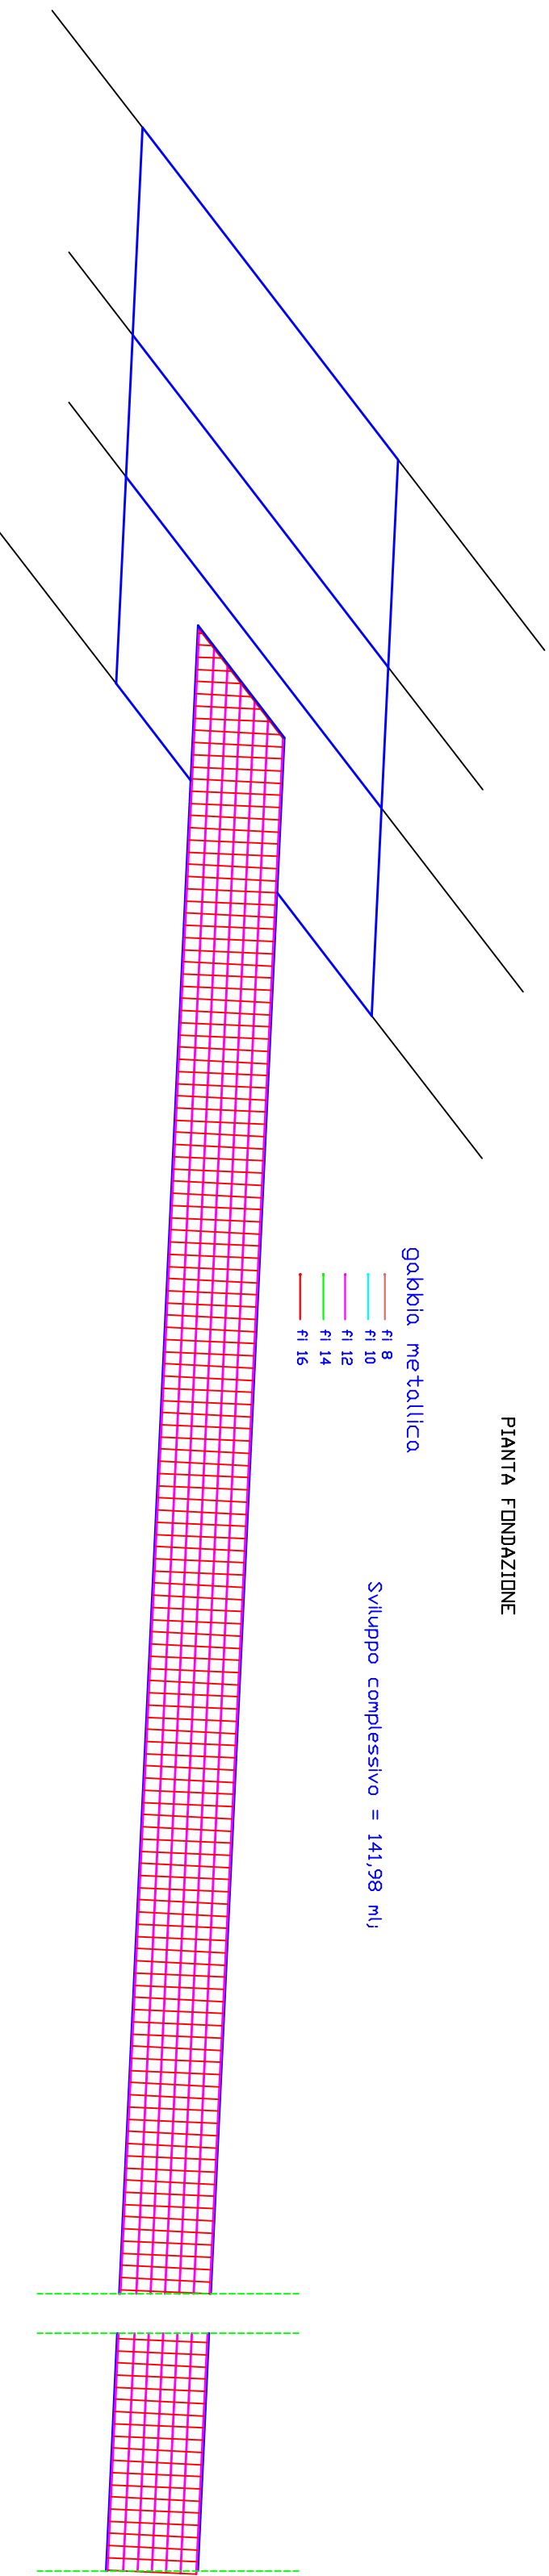 PIANTA FONDAZIONE
gabbia metallica
fi 8
fi 10
fi 12
fi 14
fi 16
Sviluppo complessivo = 141,98 ml;